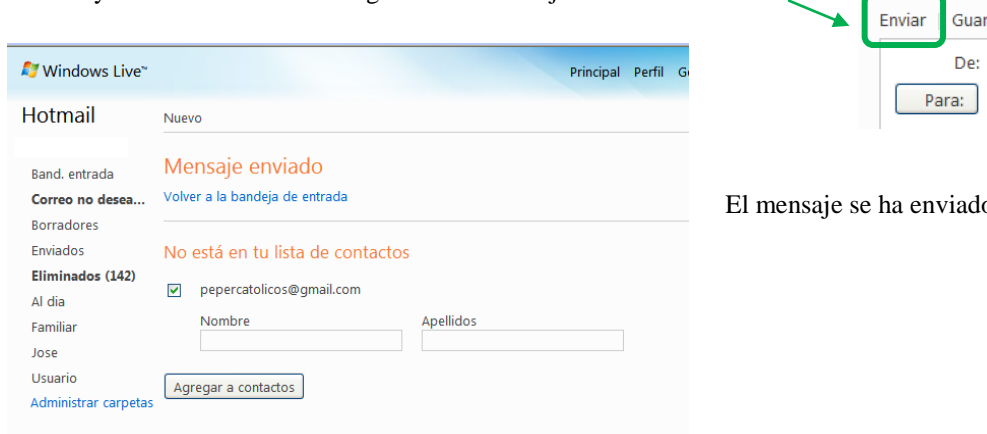 Enviar
De:
Para:
Windows Live™
Principal Perfil
Hotmail
Nuevo
Mensaje enviado
Volver a la bandeja de entrada
Band. entrada
Correo no desea...
Borradores
Enviados
Eliminados (142)
Al dia
Familiar
Jose
Usuario
Administrar carpetas
No está en tu lista de contactos
pepercatolicos@gmail.com
Nombre Apellidos
Agregar a contactos
El mensaje se ha enviado